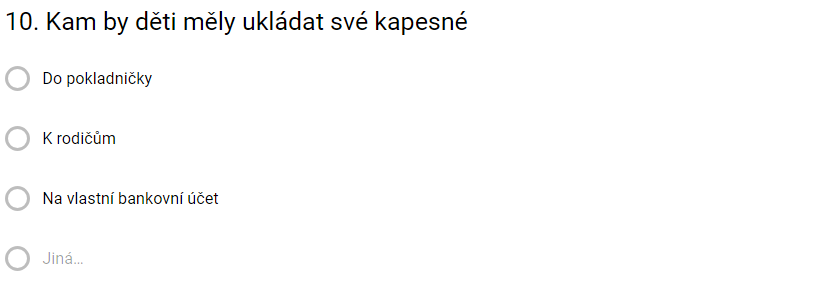 10. Kam by děti měly ukládat své kapesné
Do pokladničky
K rodičům
Na vlastní bankovní účet
Jiná...